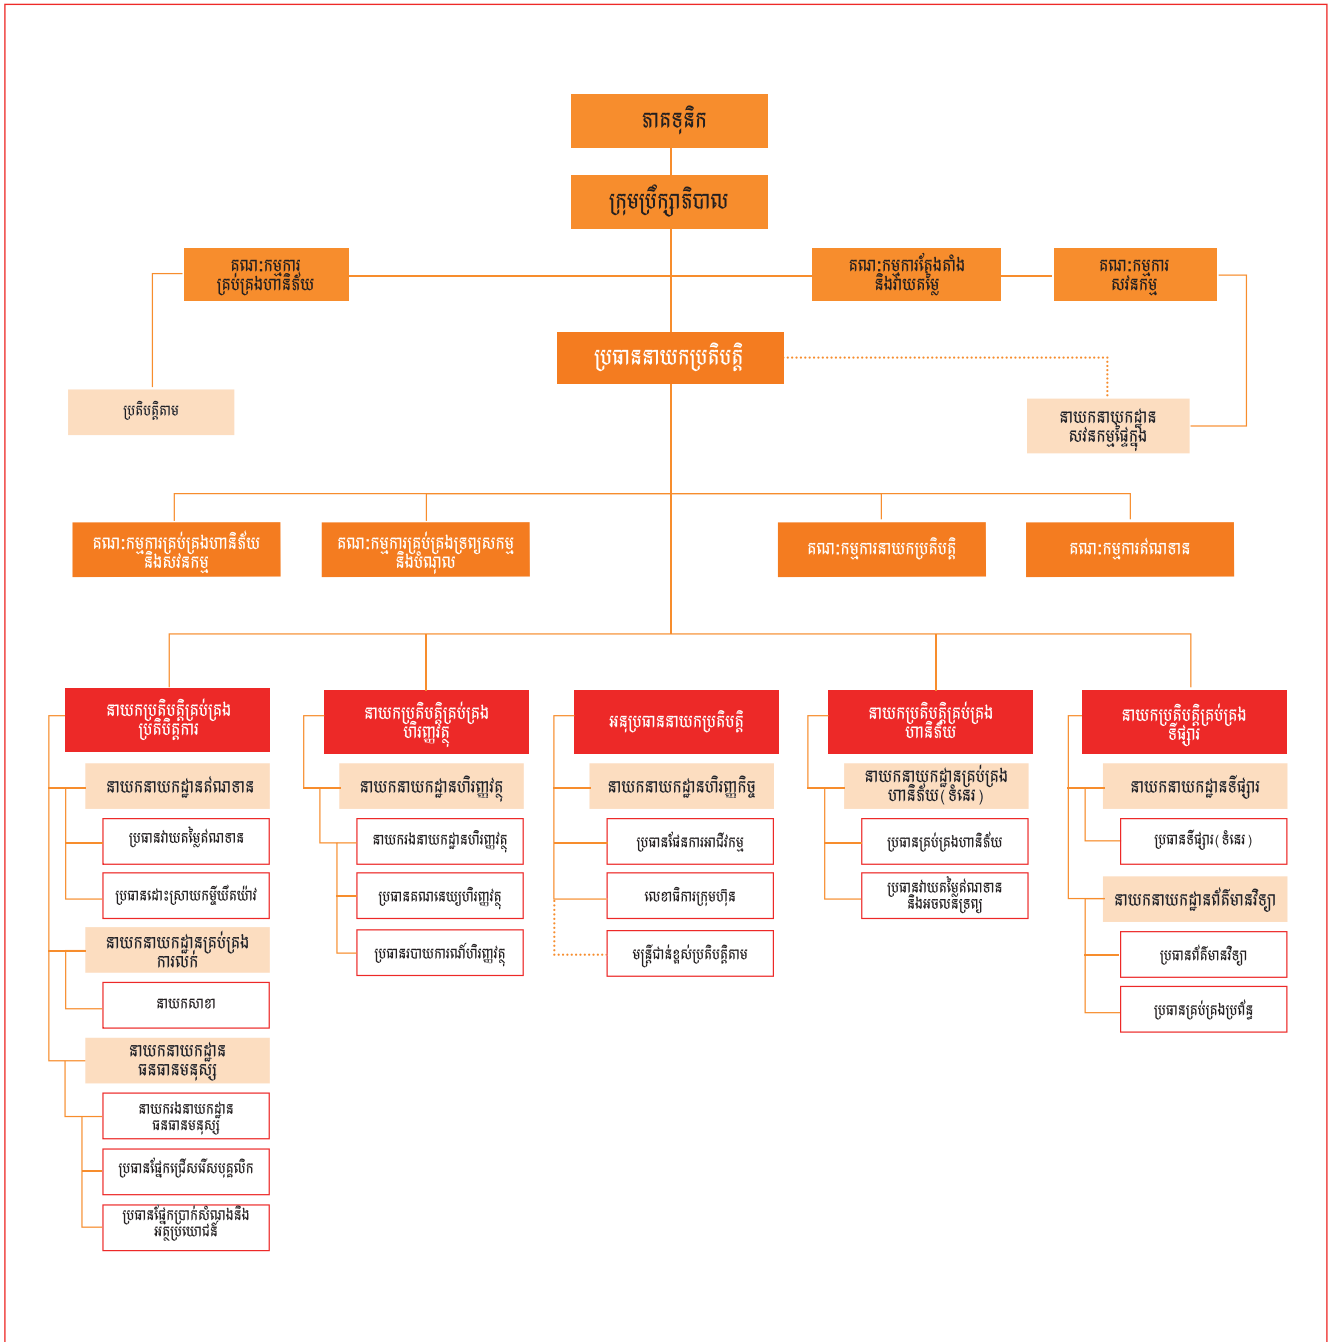 ភាគទុនិក
ក្រុមប្រឹក្សាភិបាល
គណៈកម្មការ
គ្រប់គ្រងហានិភ័យ
គណៈកម្មការតែងតាំង
និងវាយតម្លៃ
គណៈកម្មការ
សវនកម្ម
ប្រធាននាយកប្រតិបត្តិ
ប្រតិបត្តិតាម
នាយកនាយកដ្ឋាន
សវនកម្មផ្ទៃក្នុង
គណៈកម្មការគ្រប់គ្រងហានិភ័យ
និងសវនកម្ម
គណៈកម្មការគ្រប់គ្រងទ្រព្យសកម្ម
និងបំណុល
គណៈកម្មការនាយកប្រតិបត្តិ
គណៈកម្មការឥណទាន
នាយកប្រតិបត្តិគ្រប់គ្រង
ប្រតិបត្តិការ
នាយកនាយកដ្ឋានឥណទាន
ប្រធានវាយតម្លៃឥណទាន
ប្រធានដោះស្រាយកម្ចីយឺតយ៉ាវ
នាយកនាយកដ្ឋានគ្រប់គ្រង
ការលក់
នាយកសាខា
នាយកនាយកដ្ឋាន
ធនធានមនុស្ស
នាយករងនាយកដ្ឋាន
ធនធានមនុស្ស
ប្រធានផ្នែកជ្រើសរើសបុគ្គលិក
ប្រធានផ្នែកប្រាក់សំណងនិង
អត្ថប្រយោជន៍
នាយកប្រតិបត្តិគ្រប់គ្រង
ហិរញ្ញវត្ថុ
នាយកនាយកដ្ឋានហិរញ្ញវត្ថុ
នាយករងនាយកដ្ឋានហិរញ្ញវត្ថុ
ប្រធានគណនេយ្យហិរញ្ញវត្ថុ
ប្រធានរបាយការណ៍ហិរញ្ញវត្ថុ
អនុប្រធាននាយកប្រតិបត្តិ
នាយកនាយកដ្ឋានហិរញ្ញកិច្ច
ប្រធានផែនការអាជីវកម្ម
លេខាធិការក្រុមហ៊ុន
មន្ត្រីជាន់ខ្ពស់ប្រតិបត្តិតាម
នាយកប្រតិបត្តិគ្រប់គ្រង
ហានិភ័យ
នាយកនាយកដ្ឋានគ្រប់គ្រង
ហានិភ័យ(ទំនេរ)
ប្រធានគ្រប់គ្រងហានិភ័យ
ប្រធានវាយតម្លៃឥណទាន
និងអចលនទ្រព្យ
នាយកប្រតិបត្តិគ្រប់គ្រង
ទីផ្សារ
នាយកនាយកដ្ឋានទីផ្សារ
ប្រធានទីផ្សារ(ទំនេរ)
នាយកនាយកដ្ឋានព័ត៌មានវិទ្យា
ប្រធានព័ត៌មានវិទ្យា
ប្រធានគ្រប់គ្រងប្រព័ន្ធ